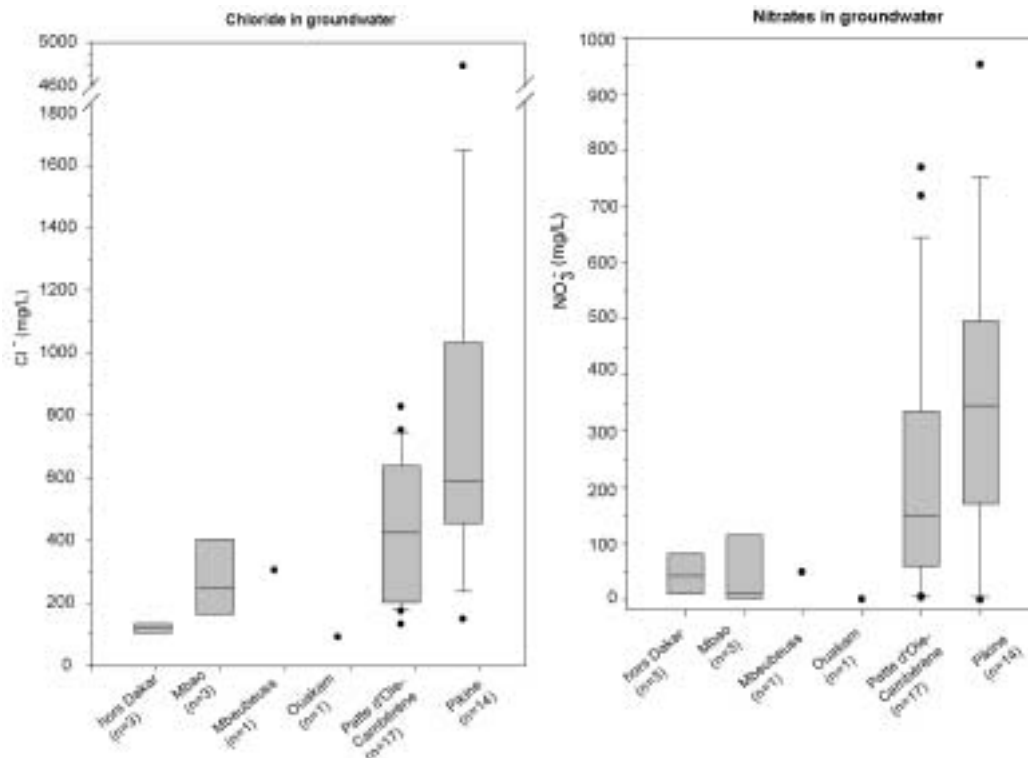 Chloride in groundwater
5000
4600
1800
1600
1400
1200
1000
800
600
400
200
0
Cl⁻ (mg/L)
hors Dakar
(n=3)
Mbao
(n=3)
Mbeubeuss
(n=1)
Ouakam
(n=1)
Patte d'Oie-
Cambérène
(n=17)
Pikine
(n=14)
Nitrates in groundwater
1000
900
800
700
600
500
400
300
200
100
0
NO₃⁻ (mg/L)
hors Dakar
(n=3)
Mbao
(n=3)
Mbeubeuss
(n=1)
Ouakam
(n=1)
Patte d'Oie-
Cambérène
(n=17)
Pikine
(n=14)